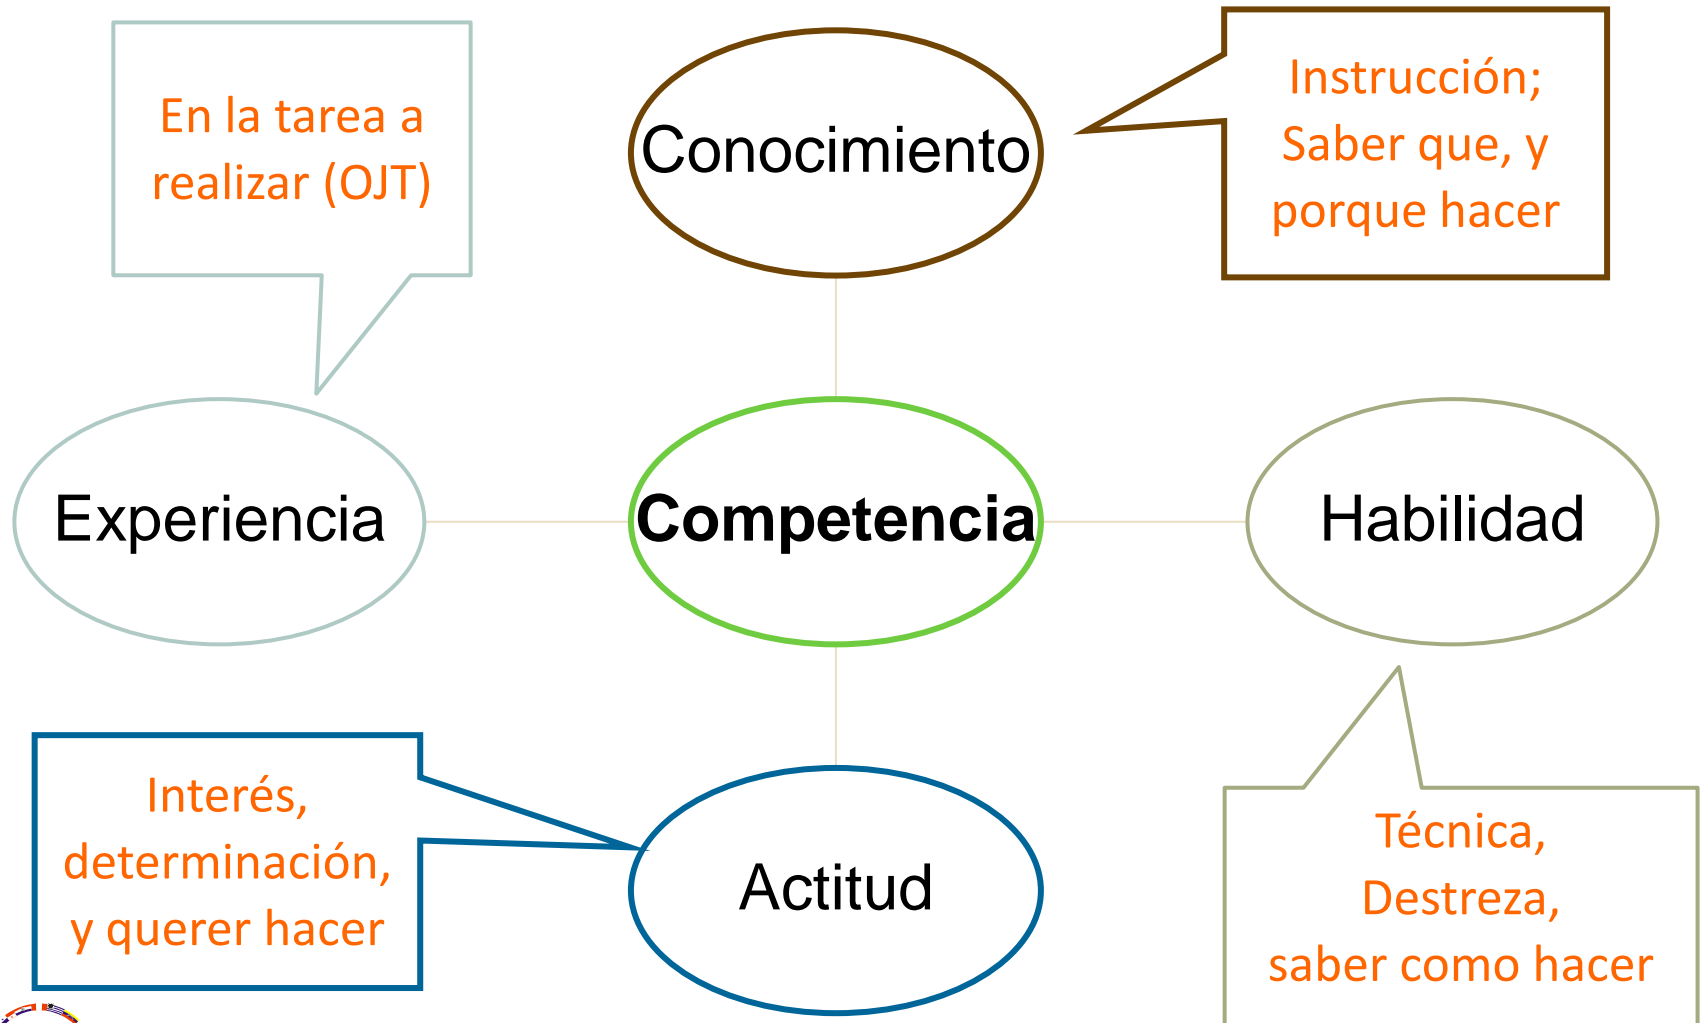 En la tarea a
realizar (OJT)
Conocimiento
Instrucción;
Saber que, y
porque hacer
Experiencia
Competencia
Habilidad
Interés,
determinación,
y querer hacer
Actitud
Técnica,
Destreza,
saber como hacer